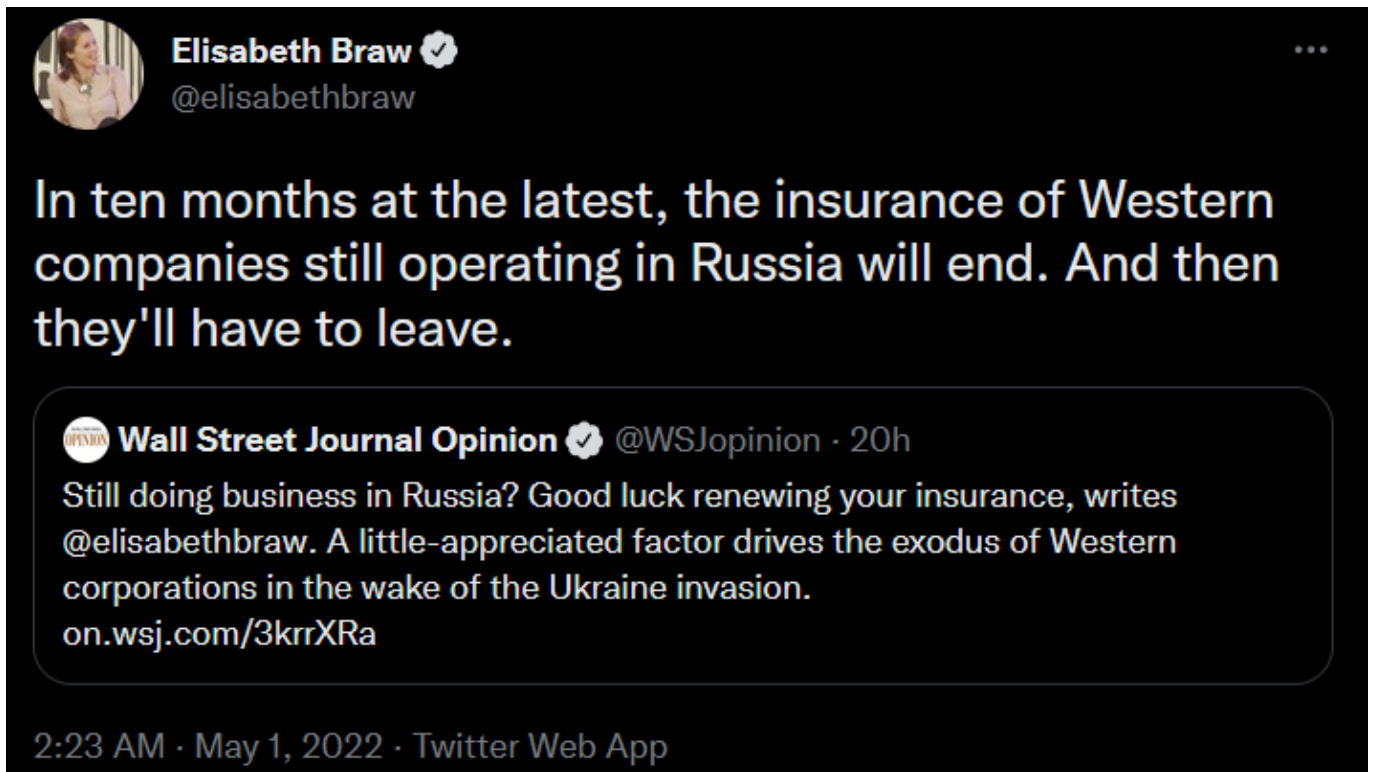 Elisabeth Braw
@elisabethbraw
In ten months at the latest, the insurance of Western
companies still operating in Russia will end. And then
they'll have to leave.
OPINION
Wall Street Journal Opinion @WSJopinion · 20h
Still doing business in Russia? Good luck renewing your insurance, writes
@elisabethbraw. A little-appreciated factor drives the exodus of Western
corporations in the wake of the Ukraine invasion.
on.wsj.com/3krrXRa
2:23 AM · May 1, 2022 · Twitter Web App